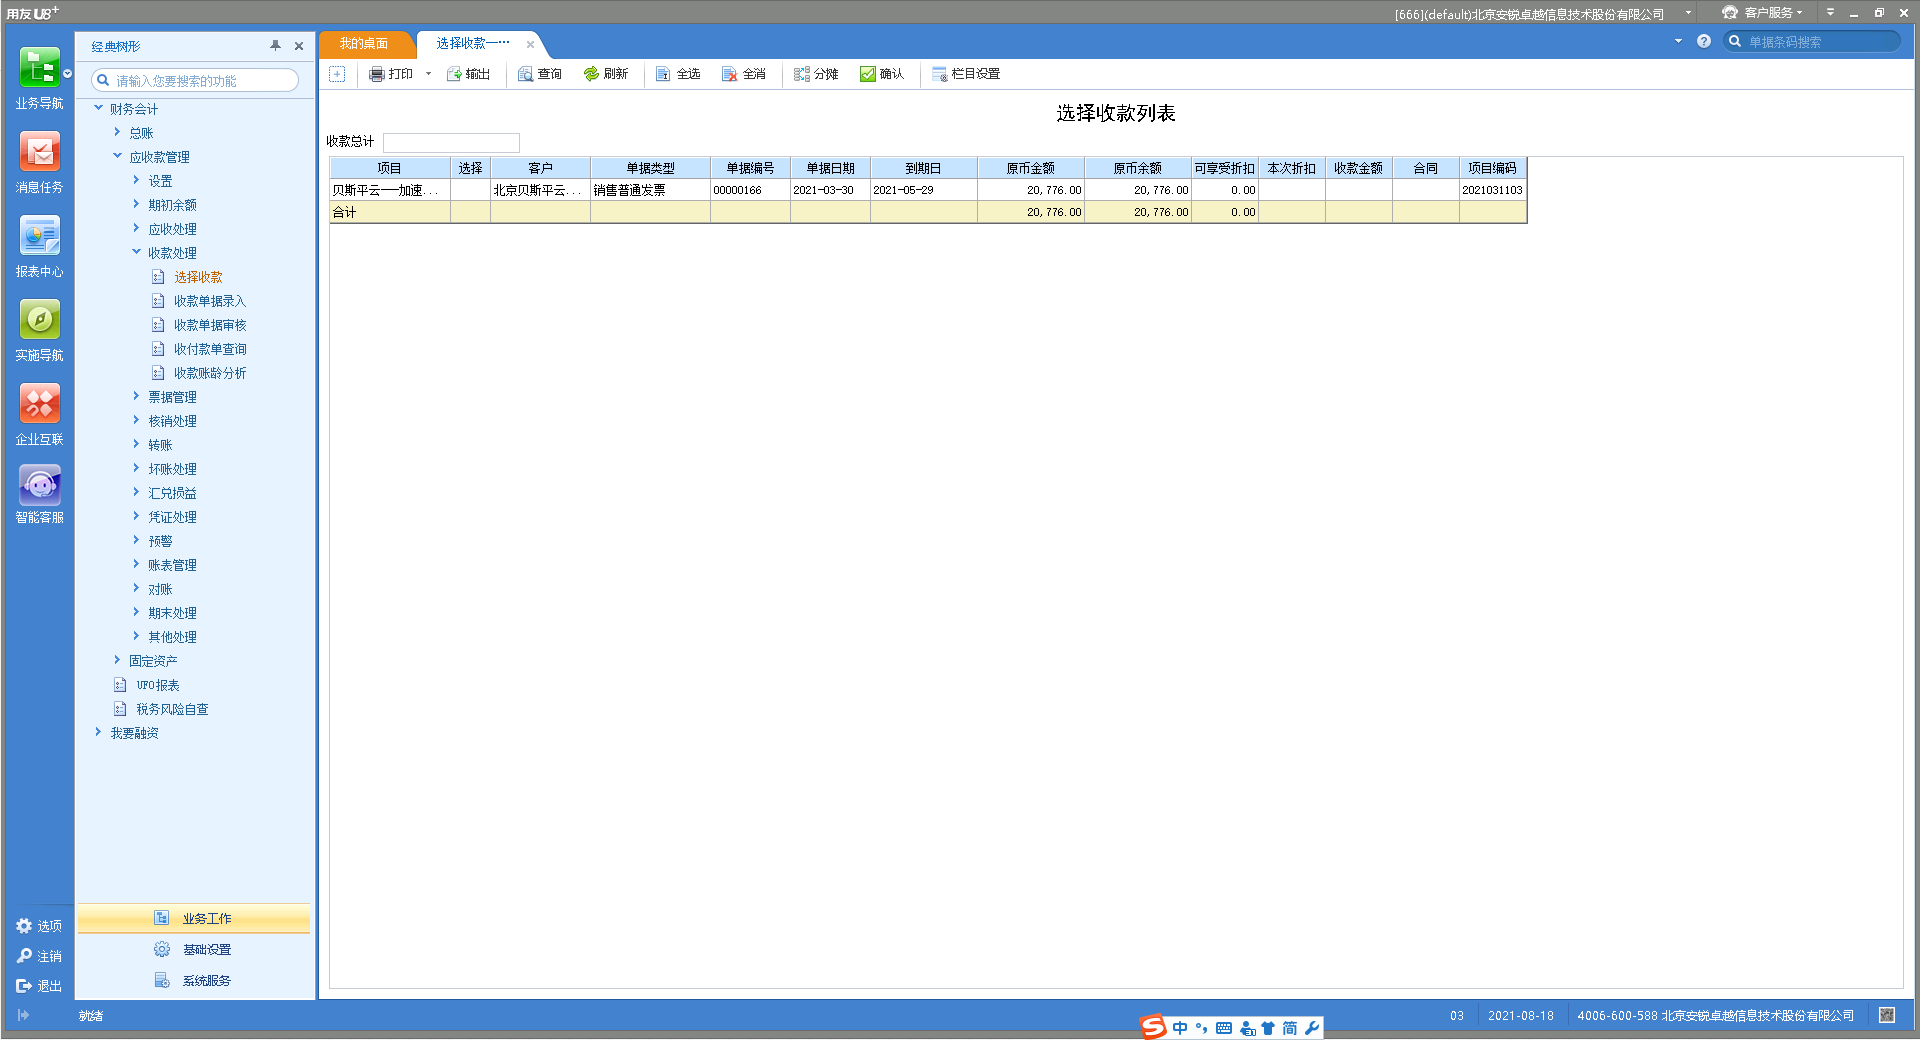 用友U8+
[666](default)北京安锐卓越信息技术股份有限公司
客户服务
业务导航
消息任务
报表中心
实施导航
企业互联
智能客服
选项
注销
退出
经典树形
请输入您要搜索的功能
财务会计
总账
应收款管理
设置
期初余额
应收处理
收款处理
选择收款
收款单据录入
收款单据审核
收付款单查询
收款账龄分析
票据管理
核销处理
转账
坏账处理
汇兑损益
凭证处理
预警
账表管理
对账
期末处理
其他处理
固定资产
UFO报表
税务风险自查
我要融资
业务工作
基础设置
系统服务
我的桌面
选择收款一···
单据条码搜索
打印 输出 查询 刷新 全选 全消 分摊 确认 栏目设置
选择收款列表
收款总计
项目 选择 客户 单据类型 单据编号 单据日期 到期日 原币金额 原币余额 可享受折扣 本次折扣 收款金额 合同 项目编码
贝斯平云——加速... 北京贝斯平云... 销售普通发票 00000166 2021-03-30 2021-05-29 20,776.00 20,776.00 0.00 2021031103
合计 20,776.00 20,776.00 0.00
就绪
中 简
03 2021-08-18 4006-600-588 北京安锐卓越信息技术股份有限公司